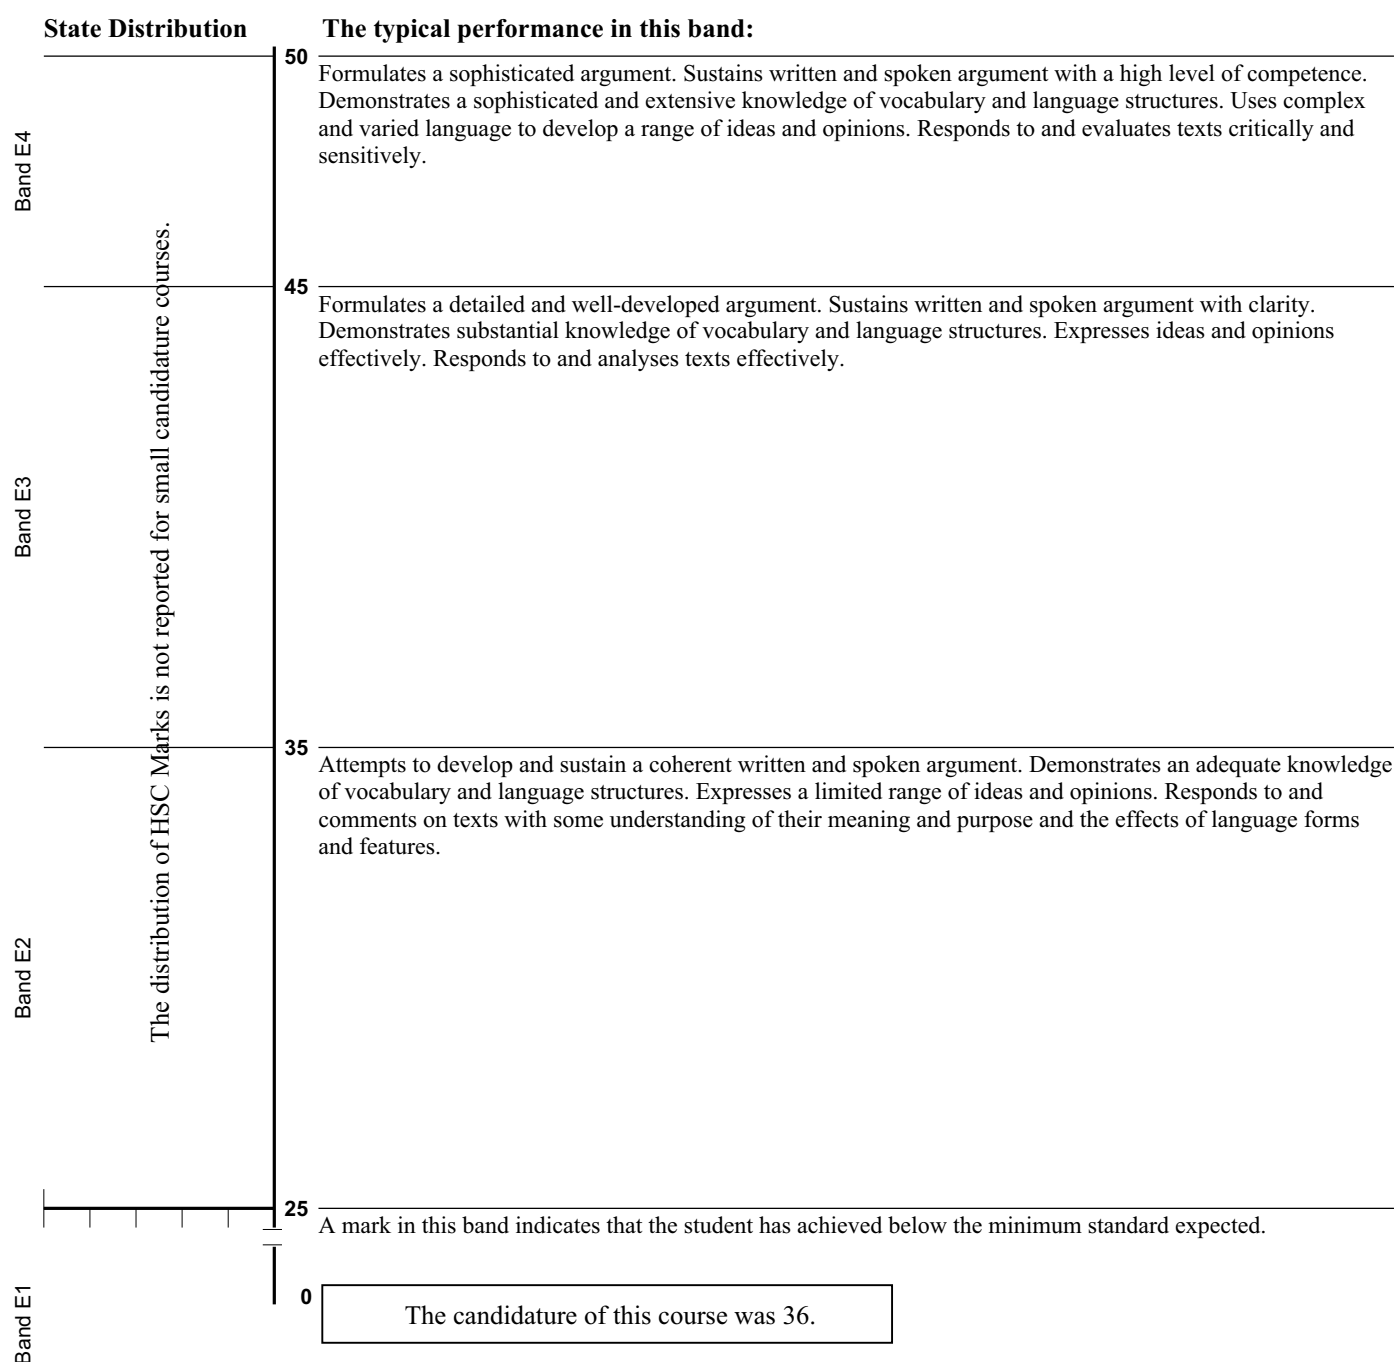 State Distribution
The typical performance in this band:
50
Formulates a sophisticated argument. Sustains written and spoken argument with a high level of competence.
Demonstrates a sophisticated and extensive knowledge of vocabulary and language structures. Uses complex
and varied language to develop a range of ideas and opinions. Responds to and evaluates texts critically and
sensitively.
Band E4
The distribution of HSC Marks is not reported for small candidature courses.
45
Formulates a detailed and well-developed argument. Sustains written and spoken argument with clarity.
Demonstrates substantial knowledge of vocabulary and language structures. Expresses ideas and opinions
effectively. Responds to and analyses texts effectively.
Band E3
35
Attempts to develop and sustain a coherent written and spoken argument. Demonstrates an adequate knowledge
of vocabulary and language structures. Expresses a limited range of ideas and opinions. Responds to and
comments on texts with some understanding of their meaning and purpose and the effects of language forms
and features.
Band E2
25
A mark in this band indicates that the student has achieved below the minimum standard expected.
0
Band E1
The candidature of this course was 36.